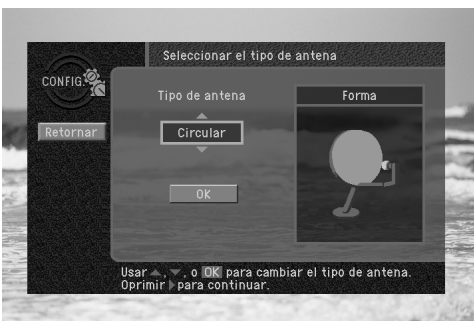 Seleccionar el tipo de antena
CONFIG.
Tipo de antena
Forma
Retornar
Circular
OK
Usar ▲, ▼, o OK para cambiar el tipo de antena.
Oprimir ▶ para continuar.